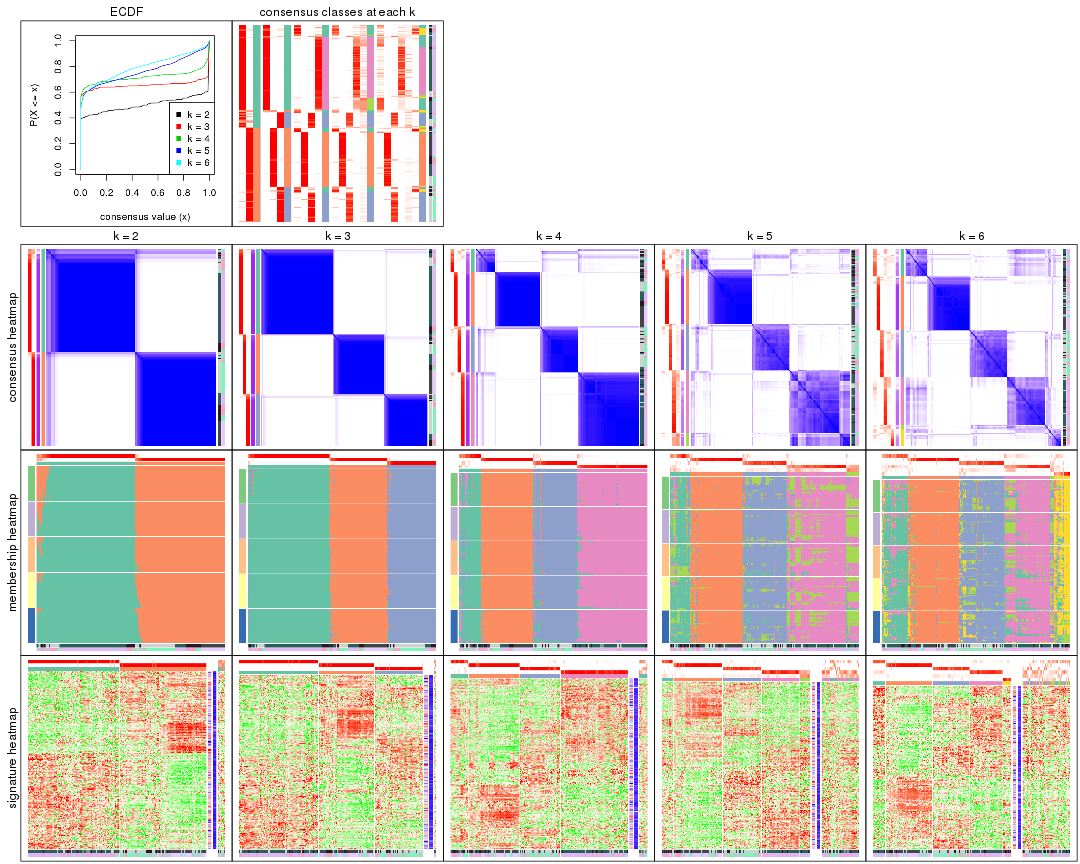 ECDF
consensus classes at each k
P(X <= x)
0.0 0.2 0.4 0.6 0.8 1.0
k = 2
k = 3
k = 4
k = 5
k = 6
0.0 0.2 0.4 0.6 0.8 1.0
consensus value (x)
k = 2 k = 3 k = 4 k = 5 k = 6
consensus heatmap
membership heatmap
signature heatmap